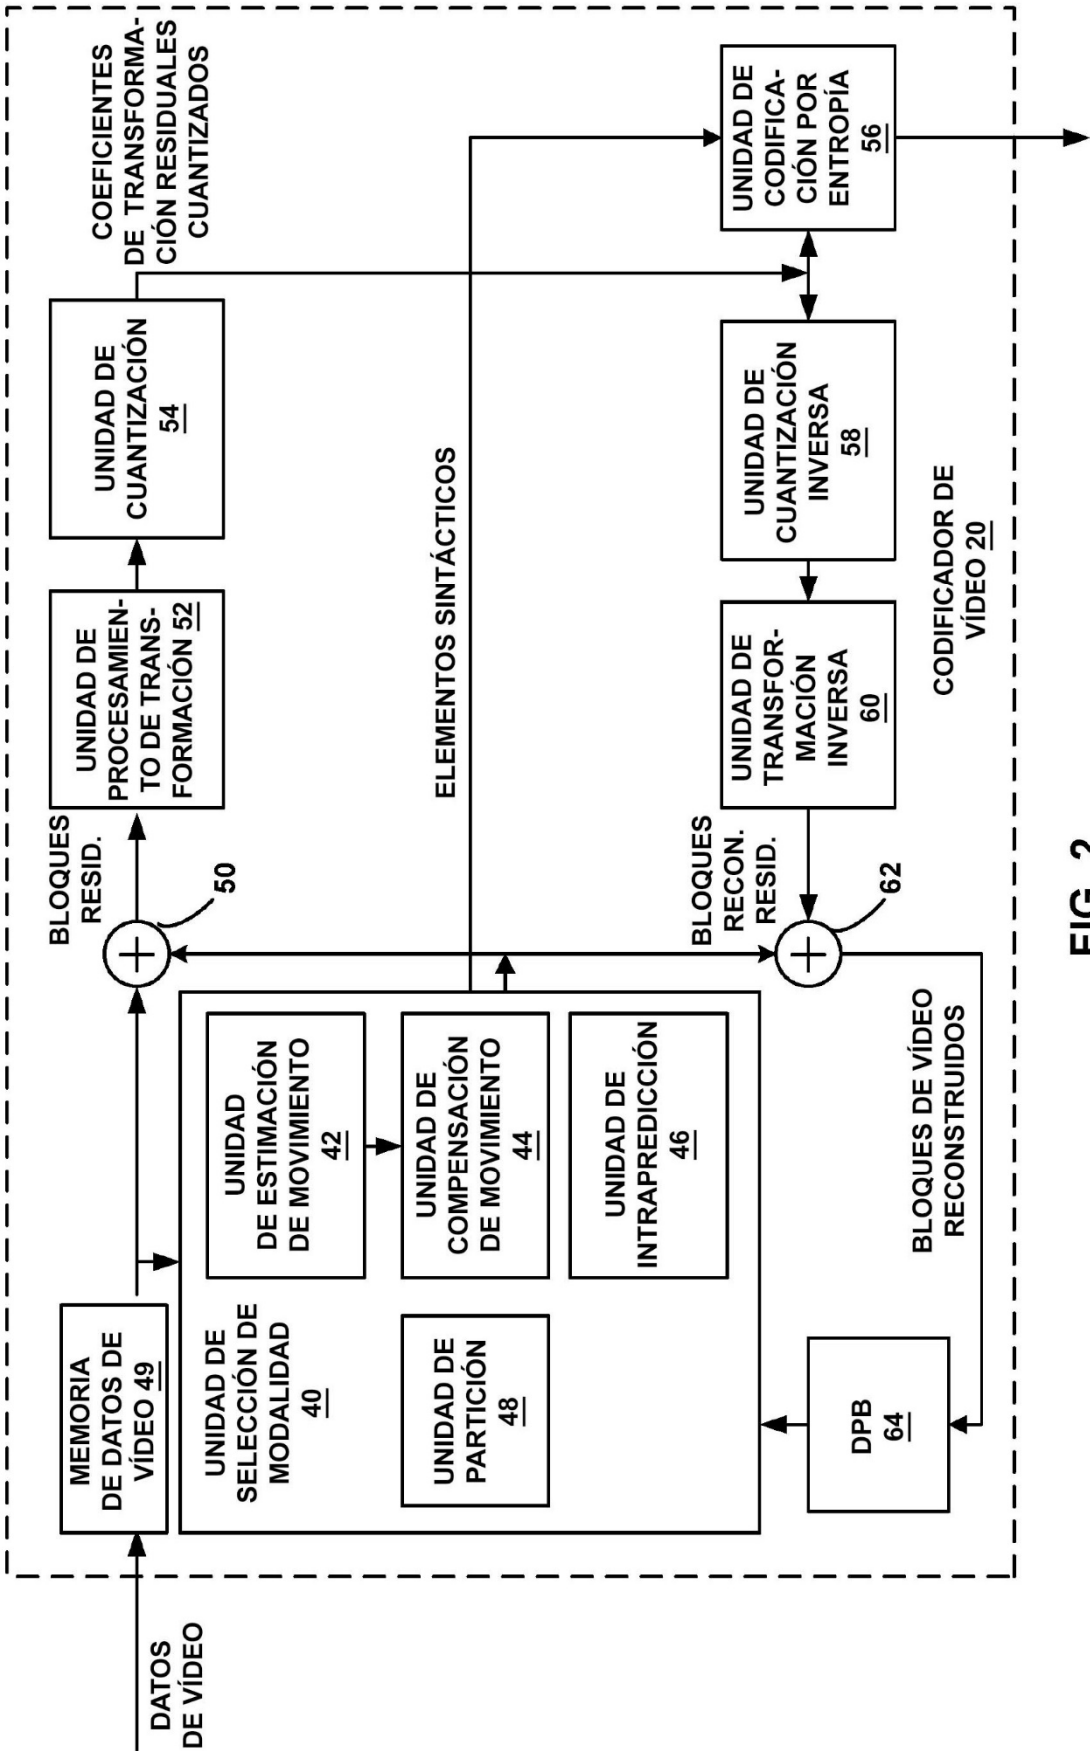 DATOS
DE VÍDEO
MEMORIA
DE DATOS DE
VÍDEO 49
BLOQUES
RESID.
50
UNIDAD DE
PROCESAMIEN-
TO DE TRANS-
FORMACIÓN 52
UNIDAD DE
CUANTIZACIÓN
54
COEFICIENTES
DE TRANSFORMA-
CIÓN RESIDUALES
CUANTIZADOS
UNIDAD DE
SELECCIÓN DE
MODALIDAD
40
UNIDAD
DE ESTIMACIÓN
DE MOVIMIENTO
42
UNIDAD DE
COMPENSACIÓN
DE MOVIMIENTO
44
UNIDAD DE
INTRAPREDICCIÓN
46
UNIDAD DE
PARTICIÓN
48
ELEMENTOS SINTÁCTICOS
DPB
64
BLOQUES DE VÍDEO
RECONSTRUIDOS
62
BLOQUES
RECON.
RESID.
UNIDAD DE
TRANSFOR-
MACIÓN
INVERSA
60
UNIDAD DE
CUANTIZACIÓN
INVERSA
58
UNIDAD DE
CODIFICA-
CIÓN POR
ENTROPÍA
56
CODIFICADOR DE
VÍDEO 20
FIG. 2